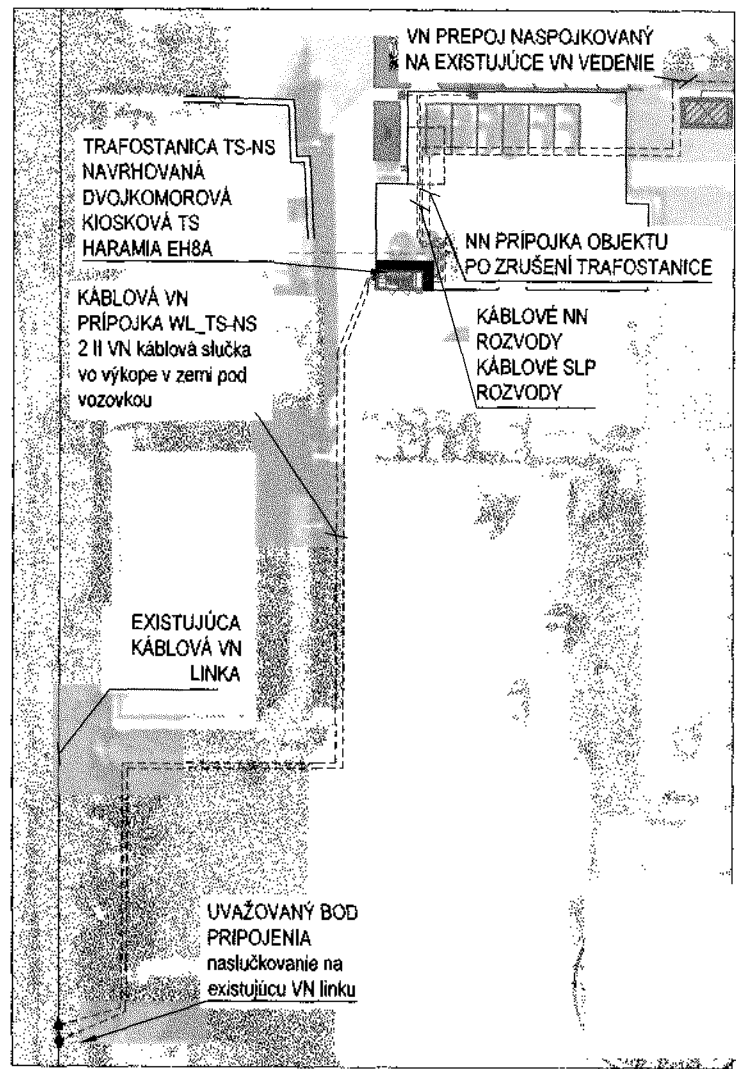 VN PREPOJ NASPOJKOVANÝ
NA EXISTUJÚCE VN VEDENIE
TRAFOSTANICA TS-NS
NAVRHOVANÁ
DVOJKOMOROVÁ
KIOSKOVÁ TS
HARAMIA EH8A
NN PRÍPOJKA OBJEKTU
PO ZRUŠENÍ TRAFOSTANICE
KÁBLOVÁ VN
PRÍPOJKA WL_TS-NS
2 II VN káblová slučka
vo výkope v zemi pod
vozovkou
KÁBLOVÉ NN
ROZVODY
KÁBLOVÉ SLP
ROZVODY
EXISTUJÚCA
KÁBLOVÁ VN
LINKA
UVAŽOVANÝ BOD
PRIPOJENIA
naslučkovanie na
existujúcu VN linku